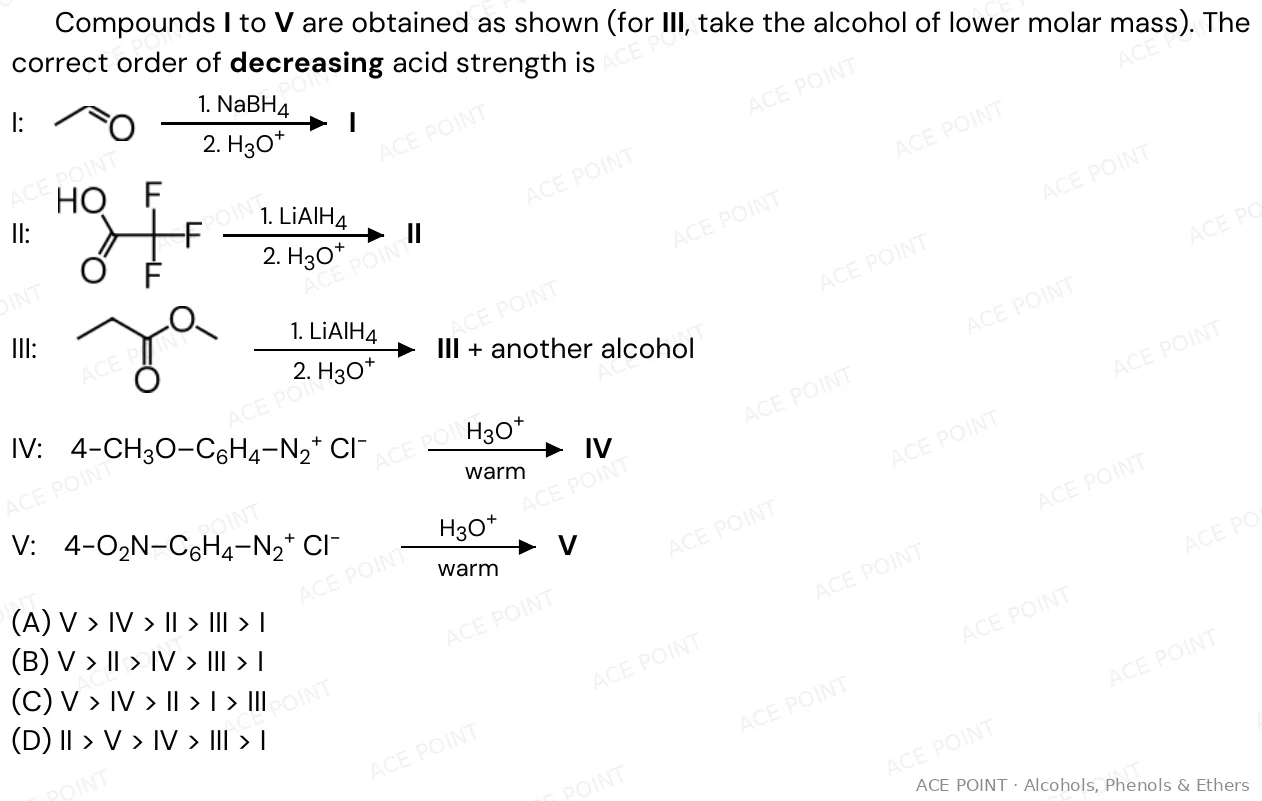 Compounds I to V are obtained as shown (for III, take the alcohol of lower molar mass). The
correct order of decreasing acid strength is
I: O 1. NaBH₄ 2. H₃O⁺ I
II: HO O F F F 1. LiAlH₄ 2. H₃O⁺ II
III: O O 1. LiAlH₄ 2. H₃O⁺ III + another alcohol
IV: 4-CH₃O-C₆H₄-N₂⁺ Cl⁻ H₃O⁺ warm IV
V: 4-O₂N-C₆H₄-N₂⁺ Cl⁻ H₃O⁺ warm V
(A) V > IV > II > III > I
(B) V > II > IV > III > I
(C) V > IV > II > I > III
(D) II > V > IV > III > I
ACE POINT · Alcohols, Phenols & Ethers
ACE POINT